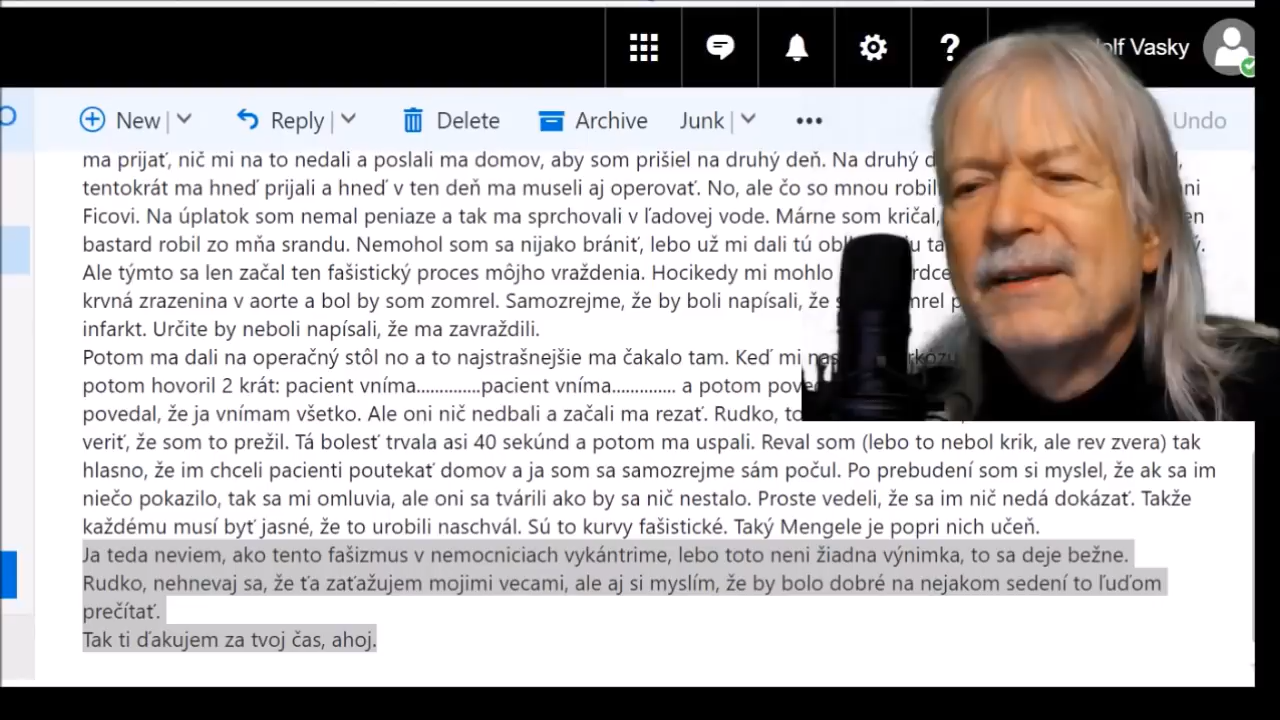 olf Vasky
New
Reply
Delete
Archive
Junk
Undo
ma prijať, nič mi na to nedali a poslali ma domov, aby som prišiel na druhý deň. Na druhý d
tentokrát ma hneď prijali a hneď v ten deň ma museli aj operovať. No, ale čo so mnou robil ni
Ficovi. Na úplatok som nemal peniaze a tak ma sprchovali v ľadovej vode. Márne som kričal, en
bastard robil zo mňa srandu. Nemohol som sa nijako brániť, lebo už mi dali tú
Ale týmto sa len začal ten fašistický proces môjho vraždenia. Hocikedy mi mohlo
krvná zrazenina v aorte a bol by som zomrel. Samozrejme, že by boli napísali, že
infarkt. Určite by neboli napísali, že ma zavraždili.
Potom ma dali na operačný stôl no a to najstrašnejšie ma čakalo tam. Keď mi
potom hovoril 2 krát: pacient vníma..............pacient vníma.............. a potom
povedal, že ja vnímam všetko. Ale oni nič nedbali a začali ma rezať. Rudko, to
veriť, že som to prežil. Tá bolesť trvala asi 40 sekúnd a potom ma uspali. Reval som (lebo to nebol krik, ale rev zvera) tak
hlasno, že im chceli pacienti poutekať domov a ja som sa samozrejme sám počul. Po prebudení som si myslel, že ak sa im
niečo pokazilo, tak sa mi omluvia, ale oni sa tvárili ako by sa nič nestalo. Proste vedeli, že sa im nič nedá dokázať. Takže
každému musí byť jasné, že to urobili naschvál. Sú to kurvy fašistické. Taký Mengele je popri nich učeň.
Ja teda neviem, ako tento fašizmus v nemocniciach vykántrime, lebo toto neni žiadna výnimka, to sa deje bežne.
Rudko, nehnevaj sa, že ťa zaťažujem mojimi vecami, ale aj si myslím, že by bolo dobré na nejakom sedení to ľuďom
prečítať.
Tak ti ďakujem za tvoj čas, ahoj.